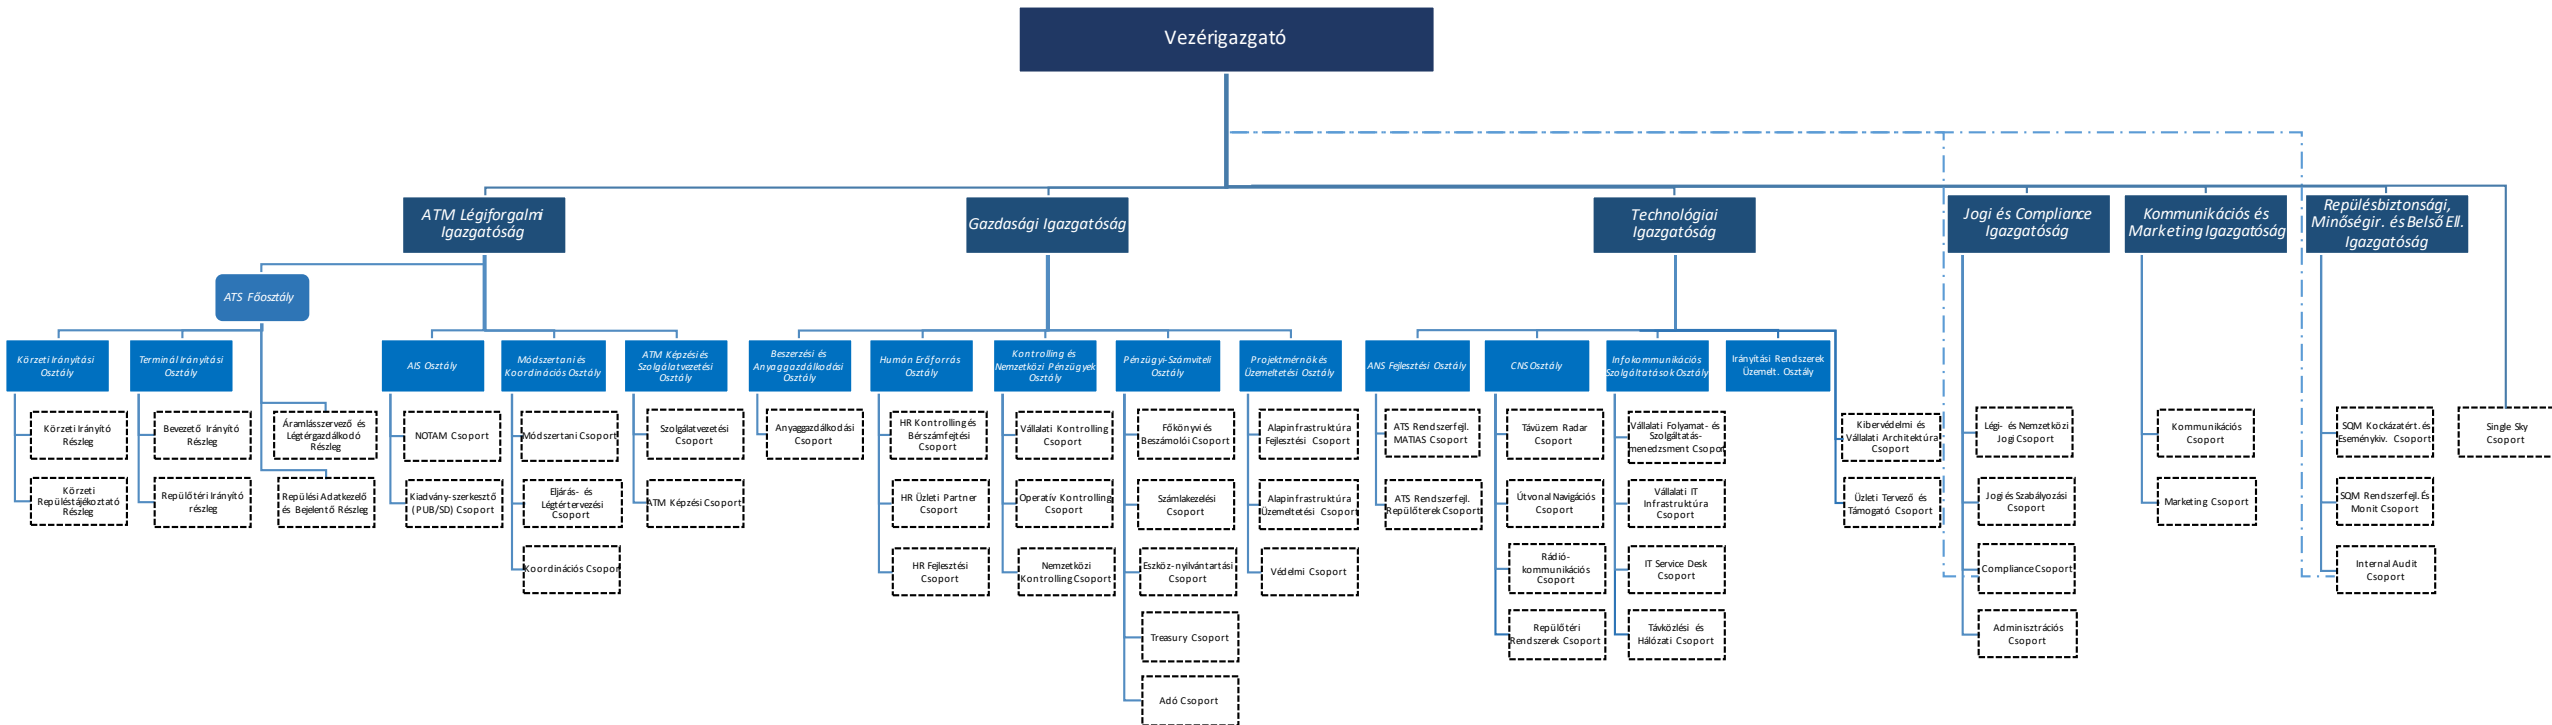 Vezérigazgató
ATM Légiforgalmi
Igazgatóság
Gazdasági Igazgatóság
Technológiai
Igazgatóság
Jogi és Compliance
Igazgatóság
Kommunikációs és
Marketing Igazgatóság
Repülésbiztonsági,
Minőségir. és Belső Ell.
Igazgatóság
ATS Főosztály
Körzeti Irányítási
Osztály
Terminál Irányítási
Osztály
AIS Osztály
Módszertani és
Koordinációs Osztály
ATM Képzési és
Szolgálatvezetési
Osztály
Beszerzési és
Anyaggazdálkodási
Osztály
Humán Erőforrás
Osztály
Kontrolling és
Nemzetközi Pénzügyek
Osztály
Pénzügyi-Számviteli
Osztály
Projektmérnök és
Üzemeltetési Osztály
ANS Fejlesztési Osztály
CNS Osztály
Infokommunikációs
Szolgáltatások Osztály
Irányítási Rendszerek
Üzemelt. Osztály
Körzeti Irányító
Részleg
Bevezető Irányító
Részleg
Áramlásszervező és
Légtérgazdálkodó
Részleg
NOTAM Csoport
Módszertani Csoport
Szolgálatvezetési
Csoport
Anyaggazdálkodási
Csoport
HR Kontrolling és
Bérszámfejtési
Csoport
Vállalati Kontrolling
Csoport
Főkönyvi és
Beszámolói Csoport
Alapinfrastruktúra
Fejlesztési Csoport
ATS Rendszerfejl.
MATIAS Csoport
Távüzem Radar
Csoport
Vállalati Folyamat- és
Szolgáltatás-
menedzsment Csoport
Kibervédelmi és
Vállalati Architektúra
Csoport
Légi- és Nemzetközi
Jogi Csoport
Kommunikációs
Csoport
SQM Kockázatért. és
Eseménykiv. Csoport
Single Sky
Csoport
Körzeti
Repüléstájékoztató
Részleg
Repülőtéri Irányító
részleg
Repülési Adatkezelő
és Bejelentő Részleg
Kiadvány-szerkesztő
(PUB/SD) Csoport
Eljárás- és
Légtértervezési
Csoport
ATM Képzési Csoport
HR Üzleti Partner
Csoport
Operatív Kontrolling
Csoport
Számlakezelési
Csoport
Alapinfrastruktúra
Üzemeltetési Csoport
ATS Rendszerfejl.
Repülőterek Csoport
Útvonal Navigációs
Csoport
Vállalati IT
Infrastruktúra
Csoport
Üzleti Tervező és
Támogató Csoport
Jogi és Szabályozási
Csoport
Marketing Csoport
SQM Rendszerfejl. És
Monit Csoport
Koordinációs Csopor
HR Fejlesztési
Csoport
Nemzetközi
Kontrolling Csoport
Eszköz-nyilvántartási
Csoport
Védelmi Csoport
Rádió-
kommunikációs
Csoport
IT Service Desk
Csoport
Compliance Csoport
Internal Audit
Csoport
Treasury Csoport
Repülőtéri
Rendszerek Csoport
Távközlési és
Hálózati Csoport
Adminisztrációs
Csoport
Adó Csoport